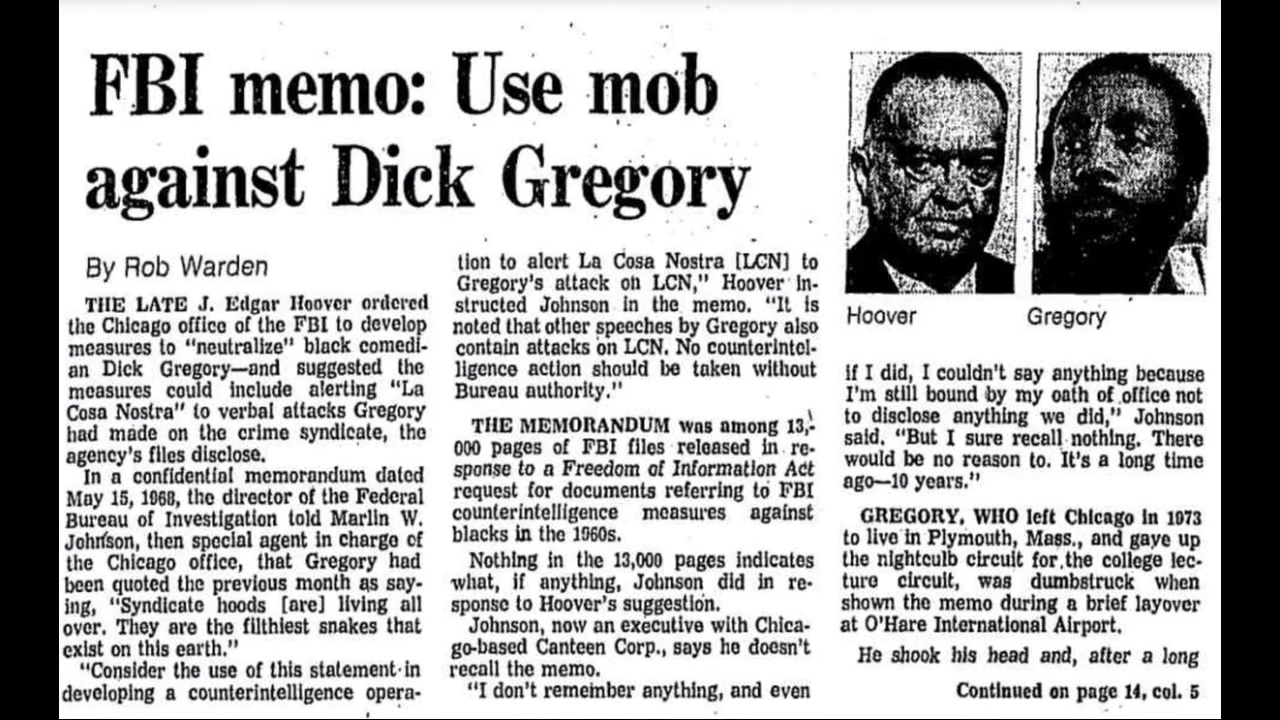 FBI memo: Use mob
against Dick Gregory
By Rob Warden
THE LATE J. Edgar Hoover ordered
the Chicago office of the FBI to develop
measures to "neutralize" black comedi-
an Dick Gregory—and suggested the
measures could include alerting "La
Cosa Nostra" to verbal attacks Gregory
had made on the crime syndicate, the
agency's files disclose.
In a confidential memorandum dated
May 15, 1968, the director of the Federal
Bureau of Investigation told Marlin W.
Johnson, then special agent in charge of
the Chicago office, that Gregory had
been quoted the previous month as say-
ing, "Syndicate hoods [are] living all
over. They are the filthiest snakes that
exist on this earth."
"Consider the use of this statement in
developing a counterintelligence opera-
tion to alert La Cosa Nostra [LCN] to
Gregory's attack on LCN," Hoover in-
structed Johnson in the memo. "It is
noted that other speeches by Gregory also
contain attacks on LCN. No counterintel-
ligence action should be taken without
Bureau authority."
THE MEMORANDUM was among 13,-
000 pages of FBI files released in re-
sponse to a Freedom of Information Act
request for documents referring to FBI
counterintelligence measures against
blacks in the 1960s.
Nothing in the 13,000 pages indicates
what, if anything, Johnson did in re-
sponse to Hoover's suggestion.
Johnson, now an executive with Chica-
go-based Canteen Corp., says he doesn't
recall the memo.
"I don't remember anything, and even
Hoover
Gregory
if I did, I couldn't say anything because
I'm still bound by my oath of office not
to disclose anything we did," Johnson
said. "But I sure recall nothing. There
would be no reason to. It's a long time
ago—10 years."
GREGORY, WHO left Chicago in 1973
to live in Plymouth, Mass., and gave up
the nightculb circuit for the college lec-
ture circuit, was dumbstruck when
shown the memo during a brief layover
at O'Hare International Airport.
He shook his head and, after a long
Continued on page 14, col. 5